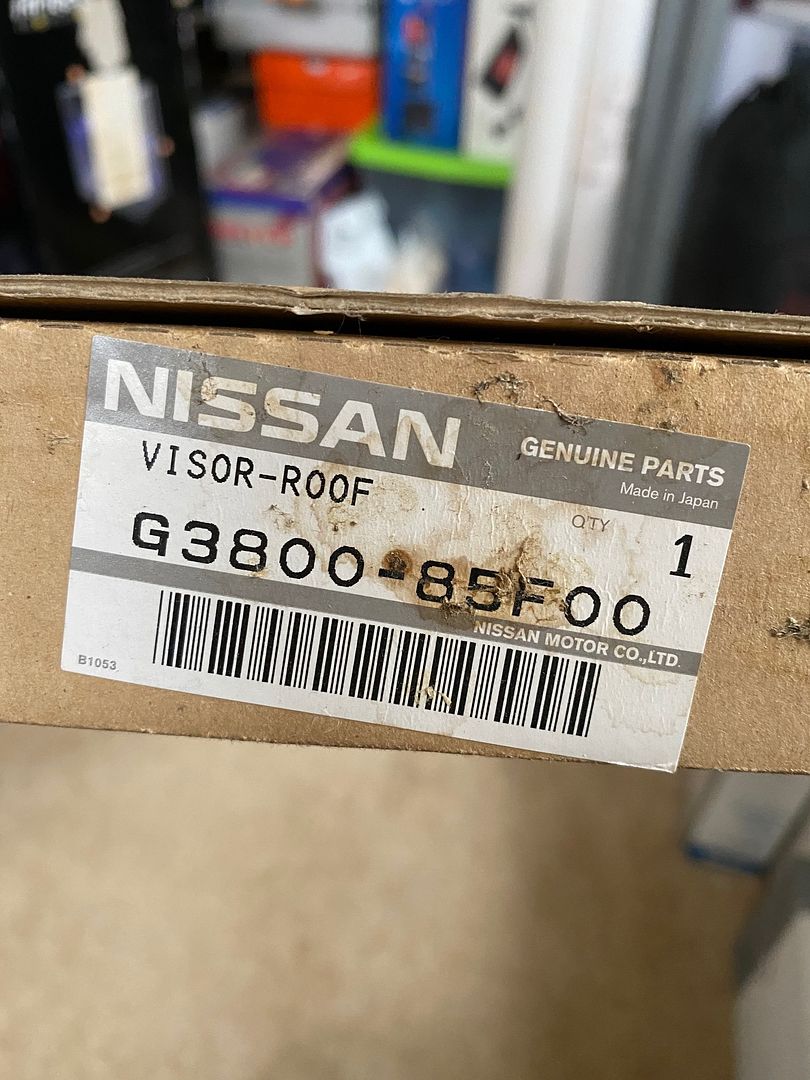 NISSAN
GENUINE PARTS
Made in Japan
VISOR-ROOF
QTY
1
G3800-85F00
NISSAN MOTOR CO.,LTD.
B1053